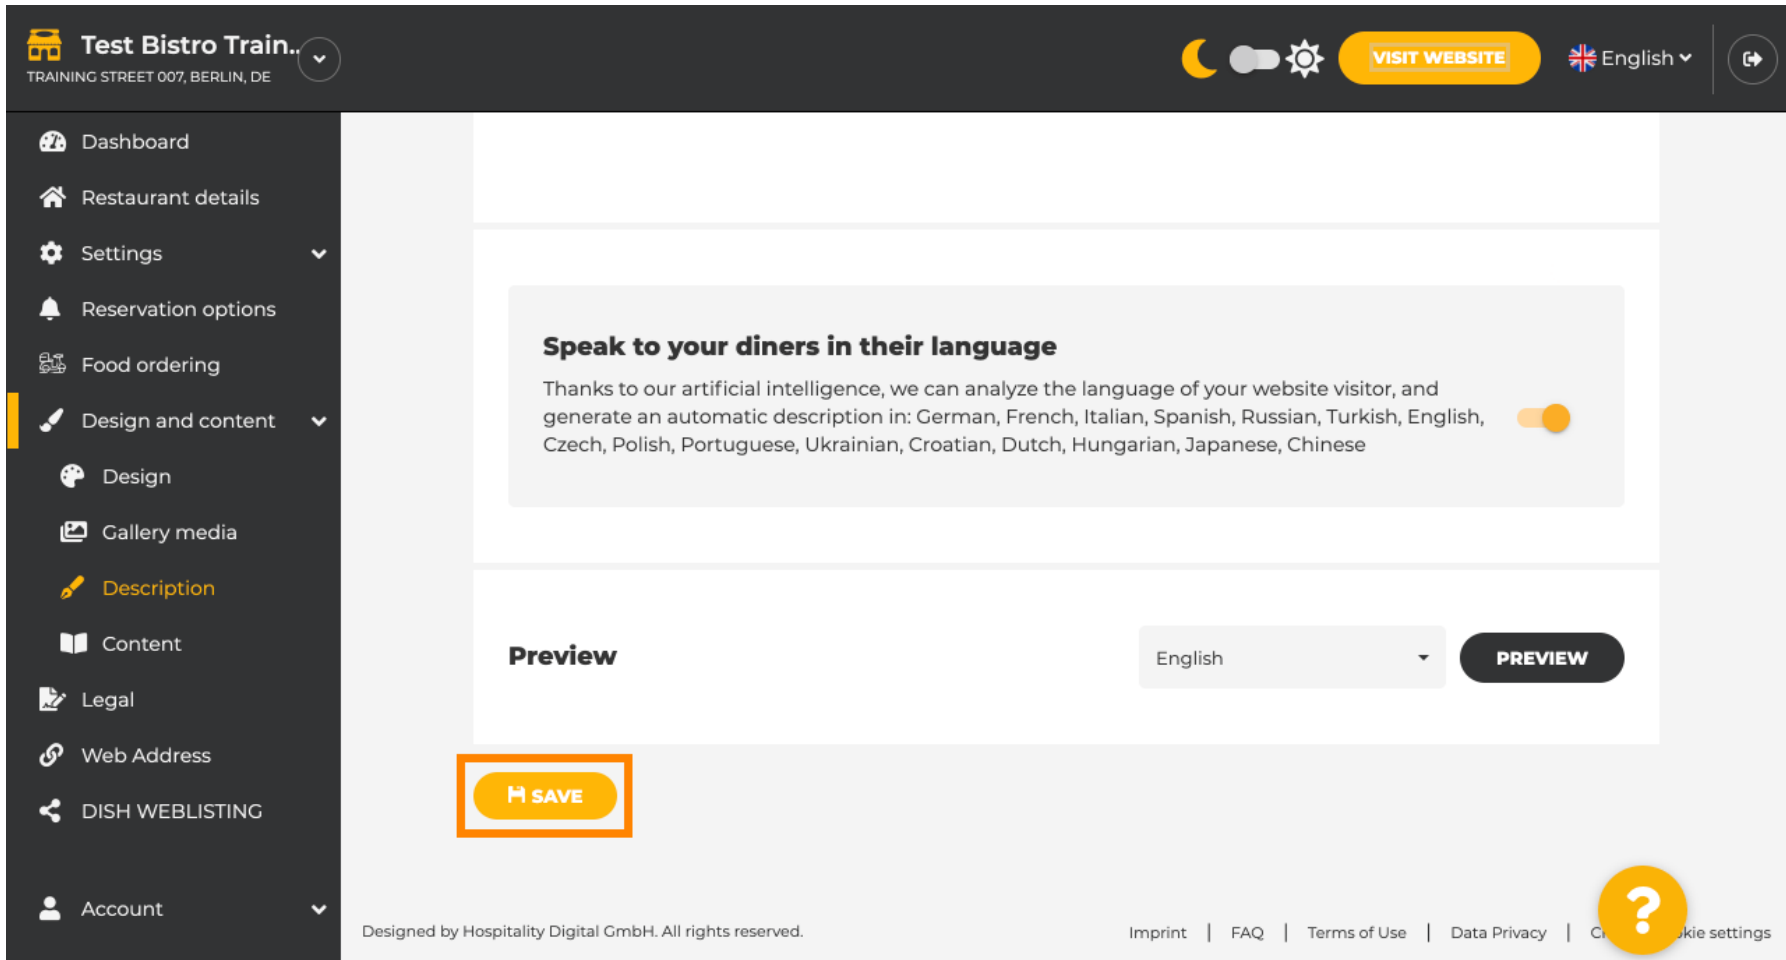 Test Bistro Train..
TRAINING STREET 007, BERLIN, DE
VISIT WEBSITE
English
Dashboard
Restaurant details
Settings
Reservation options
Food ordering
Design and content
Design
Gallery media
Description
Content
Legal
Web Address
DISH WEBLISTING
Account
Speak to your diners in their language
Thanks to our artificial intelligence, we can analyze the language of your website visitor, and
generate an automatic description in: German, French, Italian, Spanish, Russian, Turkish, English,
Czech, Polish, Portuguese, Ukrainian, Croatian, Dutch, Hungarian, Japanese, Chinese
Preview
English
PREVIEW
SAVE
Designed by Hospitality Digital GmbH. All rights reserved.
Imprint | FAQ | Terms of Use | Data Privacy | settings
?